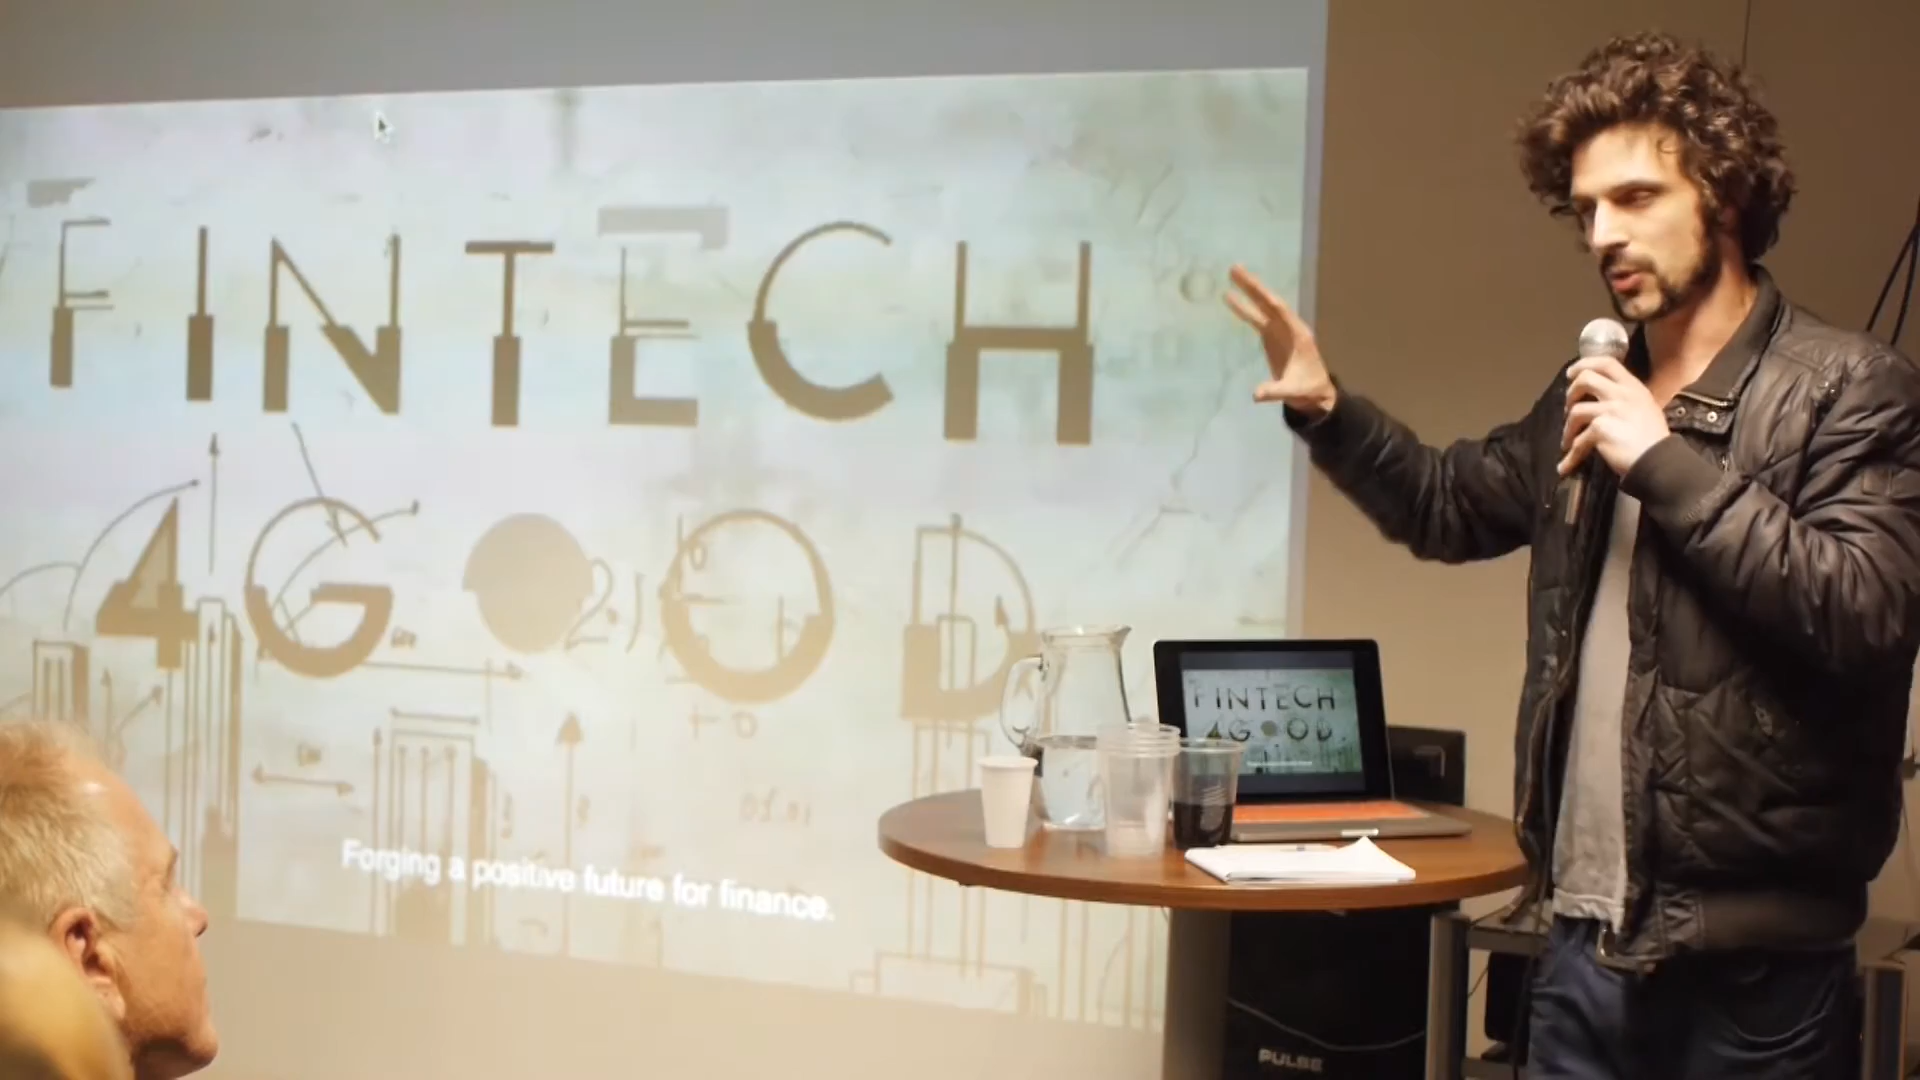 FINTECH
4GOOD
Forging a positive future for finance.
FINTECH
4GOOD
PULSE